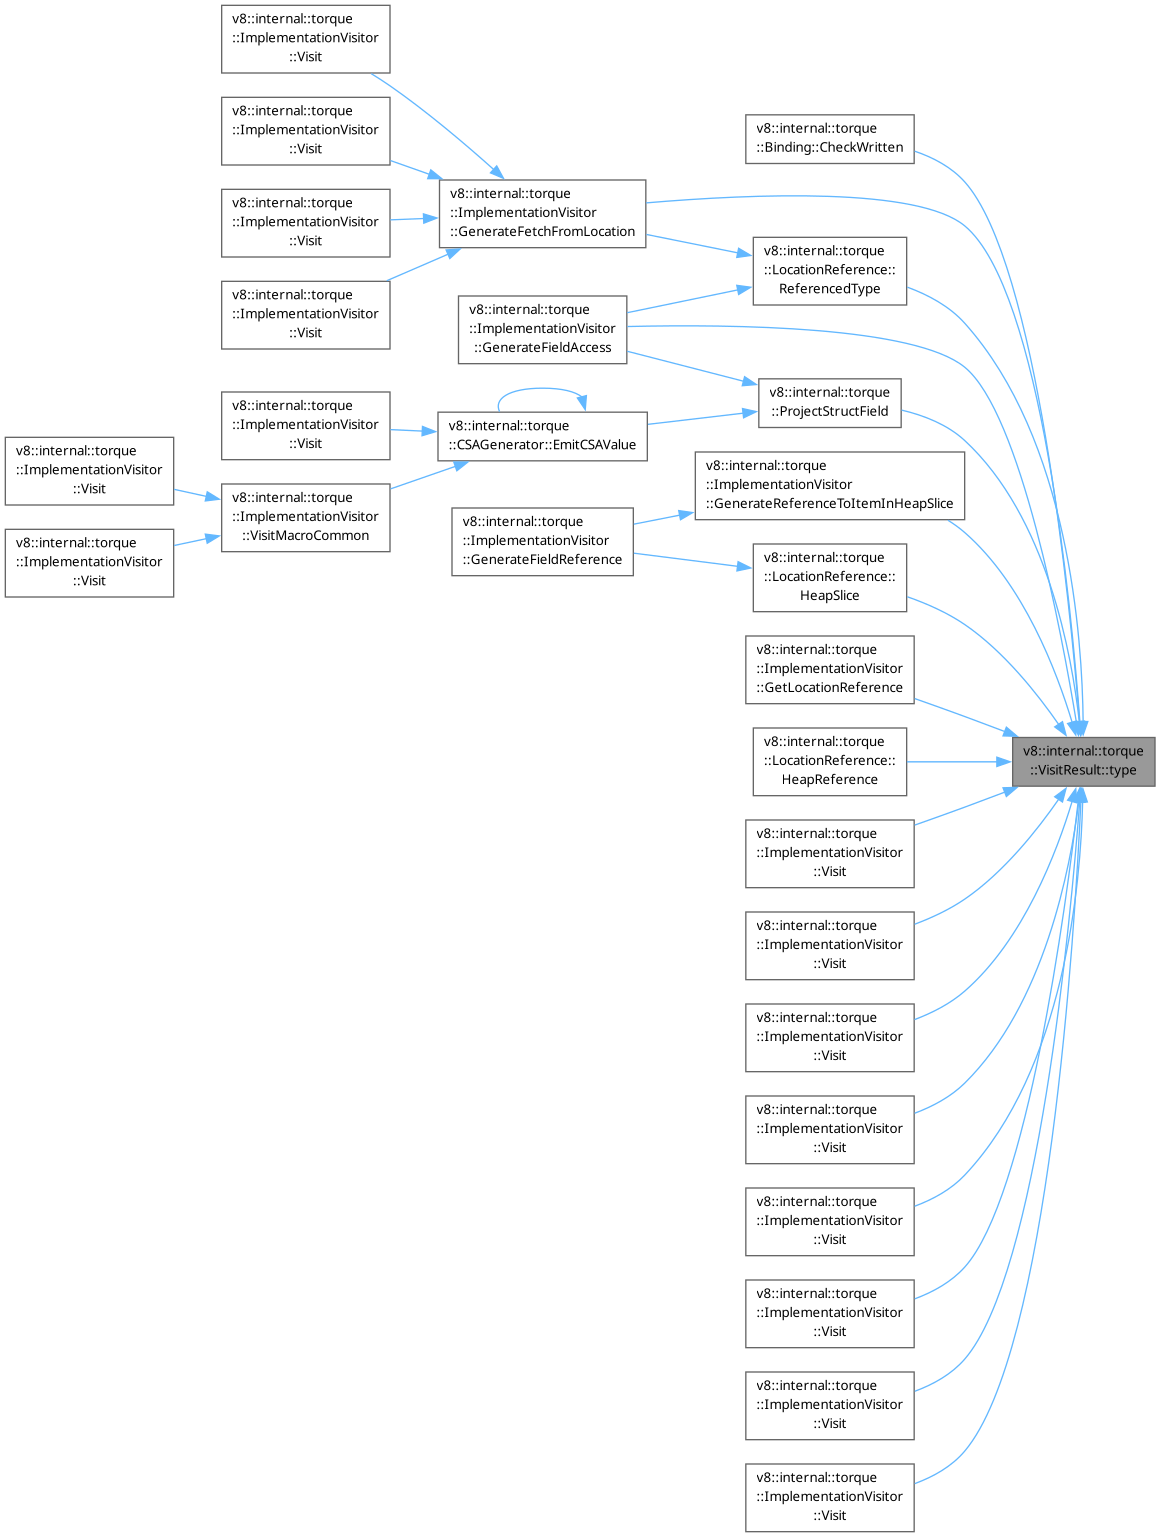 v8::internal::torque
::ImplementationVisitor
::Visit
v8::internal::torque
::ImplementationVisitor
::Visit
v8::internal::torque
::ImplementationVisitor
::Visit
v8::internal::torque
::ImplementationVisitor
::Visit
v8::internal::torque
::ImplementationVisitor
::GenerateFetchFromLocation
v8::internal::torque
::Binding::CheckWritten
v8::internal::torque
::LocationReference::
ReferencedType
v8::internal::torque
::ImplementationVisitor
::GenerateFieldAccess
v8::internal::torque
::ProjectStructField
v8::internal::torque
::ImplementationVisitor
::Visit
v8::internal::torque
::CSAGenerator::EmitCSAValue
v8::internal::torque
::ImplementationVisitor
::Visit
v8::internal::torque
::ImplementationVisitor
::VisitMacroCommon
v8::internal::torque
::ImplementationVisitor
::Visit
v8::internal::torque
::ImplementationVisitor
::GenerateReferenceToItemInHeapSlice
v8::internal::torque
::ImplementationVisitor
::GenerateFieldReference
v8::internal::torque
::LocationReference::
HeapSlice
v8::internal::torque
::ImplementationVisitor
::GetLocationReference
v8::internal::torque
::LocationReference::
HeapReference
v8::internal::torque
::VisitResult::type
v8::internal::torque
::ImplementationVisitor
::Visit
v8::internal::torque
::ImplementationVisitor
::Visit
v8::internal::torque
::ImplementationVisitor
::Visit
v8::internal::torque
::ImplementationVisitor
::Visit
v8::internal::torque
::ImplementationVisitor
::Visit
v8::internal::torque
::ImplementationVisitor
::Visit
v8::internal::torque
::ImplementationVisitor
::Visit
v8::internal::torque
::ImplementationVisitor
::Visit